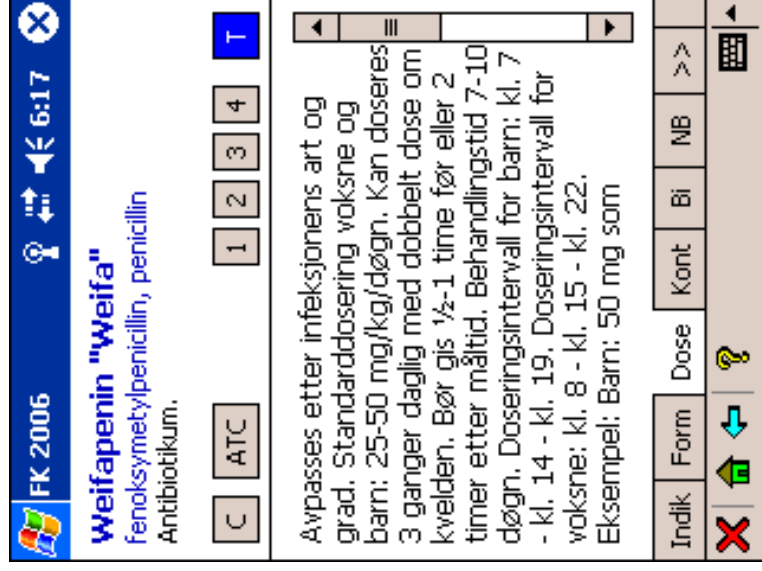 FK 2006 6:17
Weifapenin "Weifa"
fenoksymetylpenicillin, penicillin
Antibiotikum.
C ATC 1 2 3 4 T
Avpasses etter infeksjonens art og
grad. Standarddosering voksne og
barn: 25-50 mg/kg/døgn. Kan doseres
3 ganger daglig med dobbelt dose om
kvelden. Bør gis ½-1 time før eller 2
timer etter måltid. Behandlingstid 7-10
døgn. Doseringsintervall for barn: kl. 7
- kl. 14 - kl. 19. Doseringsintervall for
voksne: kl. 8 - kl. 15 - kl. 22.
Eksempel: Barn: 50 mg som
Indik Form Dose Kont Bi NB >>